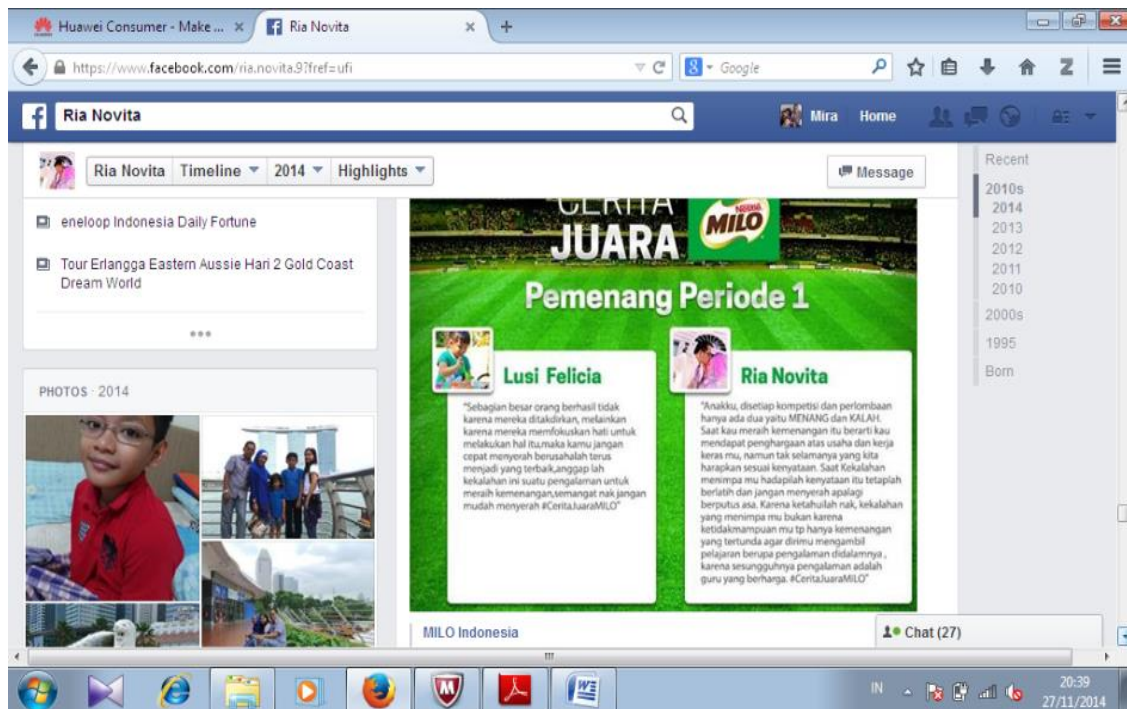 Huawei Consumer - Make ...
Ria Novita
https://www.facebook.com/ria.novita.9?fref=ufi
Google
Ria Novita
Mira
Home
Ria Novita
Timeline
2014
Highlights
Message
Recent
2010s
2014
2013
2012
2011
2010
2000s
1995
Born
eneloop Indonesia Daily Fortune
Tour Erlangga Eastern Aussie Hari 2 Gold Coast
Dream World
PHOTOS · 2014
CERITA
JUARA
Nestlé
MILO
Pemenang Periode 1
Lusi Felicia
"Sebagian besar orang berhasil tidak
karena mereka ditakdirkan, melainkan
karena mereka memfokuskan hati untuk
melakukan hal itu.maka kamu jangan
cepat menyerah berusahalah terus
menjadi yang terbaik,anggap lah
kekalahan ini suatu pengalaman untuk
meraih kemenangan,semangat nak jangan
mudah menyerah #CeritaJuaraMILO"
Ria Novita
"Anakku, disetiap kompetisi dan perlombaan
hanya ada dua yaitu MENANG dan KALAH.
Saat kau meraih kemenangan itu berarti kau
mendapat penghargaan atas usaha dan kerja
keras mu, namun tak selamanya yang kita
harapkan sesuai kenyataan. Saat Kekalahan
menimpa mu hadapilah kenyataan itu tetaplah
berlatih dan jangan menyerah apalagi
berputus asa. Karena ketahuilah nak, kekalahan
yang menimpa mu bukan karena
ketidakmampuan mu tp hanya kemenangan
yang tertunda agar dirimu mengambil
pelajaran berupa pengalaman didalamnya ,
karena sesungguhnya pengalaman adalah
guru yang berharga. #CeritaJuaraMILO"
MILO Indonesia
Chat (27)
IN
20:39
27/11/2014